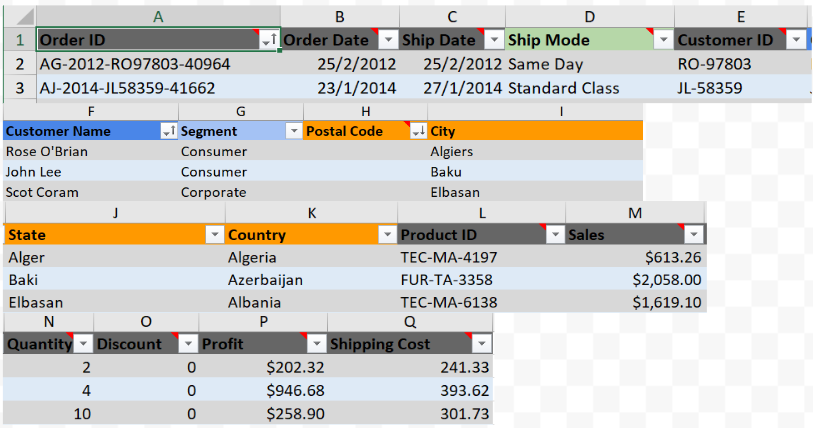 A B C D E
1 Order ID Order Date Ship Date Ship Mode Customer ID
2 AG-2012-RO97803-40964 25/2/2012 25/2/2012 Same Day RO-97803
3 AJ-2014-JL58359-41662 23/1/2014 27/1/2014 Standard Class JL-58359
F G H I
Customer Name Segment Postal Code City
Rose O'Brian Consumer Algiers
John Lee Consumer Baku
Scot Coram Corporate Elbasan
J K L M
State Country Product ID Sales
Alger Algeria TEC-MA-4197 $613.26
Baki Azerbaijan FUR-TA-3358 $2,058.00
Elbasan Albania TEC-MA-6138 $1,619.10
N O P Q
Quantity Discount Profit Shipping Cost
2 0 $202.32 241.33
4 0 $946.68 393.62
10 0 $258.90 301.73